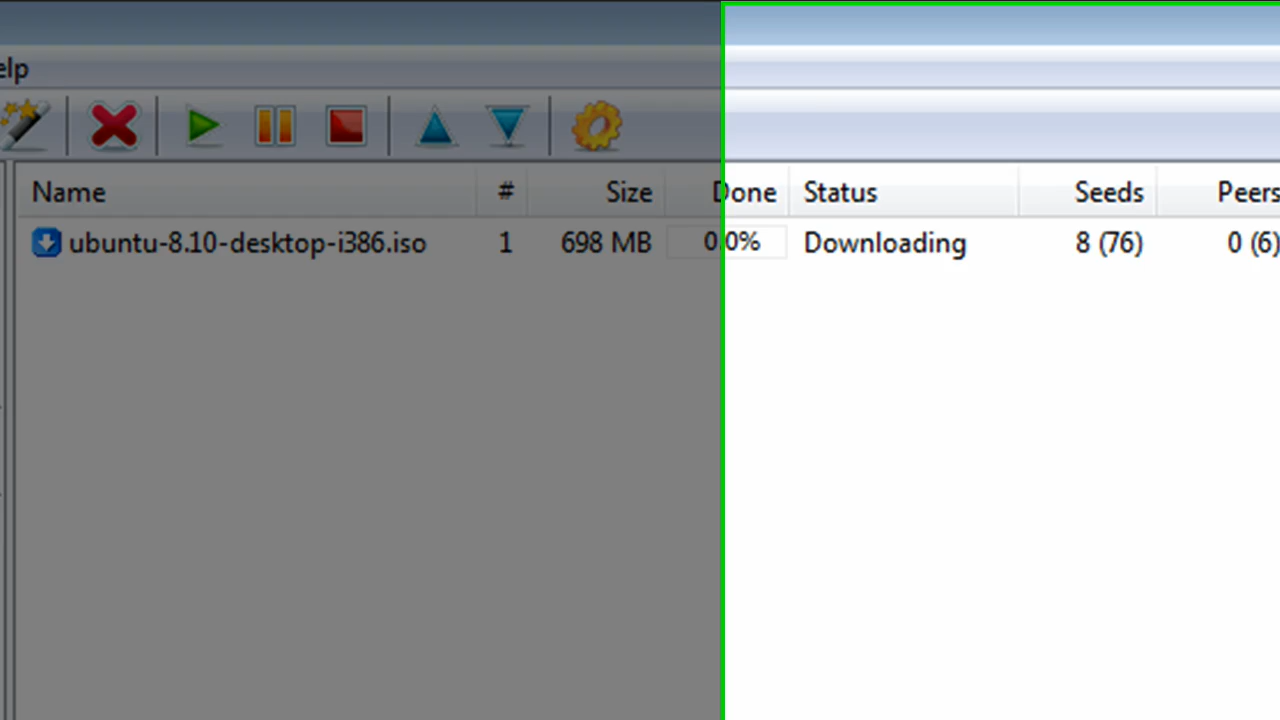 elp
Name # Size Done Status Seeds Peers
ubuntu-8.10-desktop-i386.iso 1 698 MB 0.0% Downloading 8 (76) 0 (6)